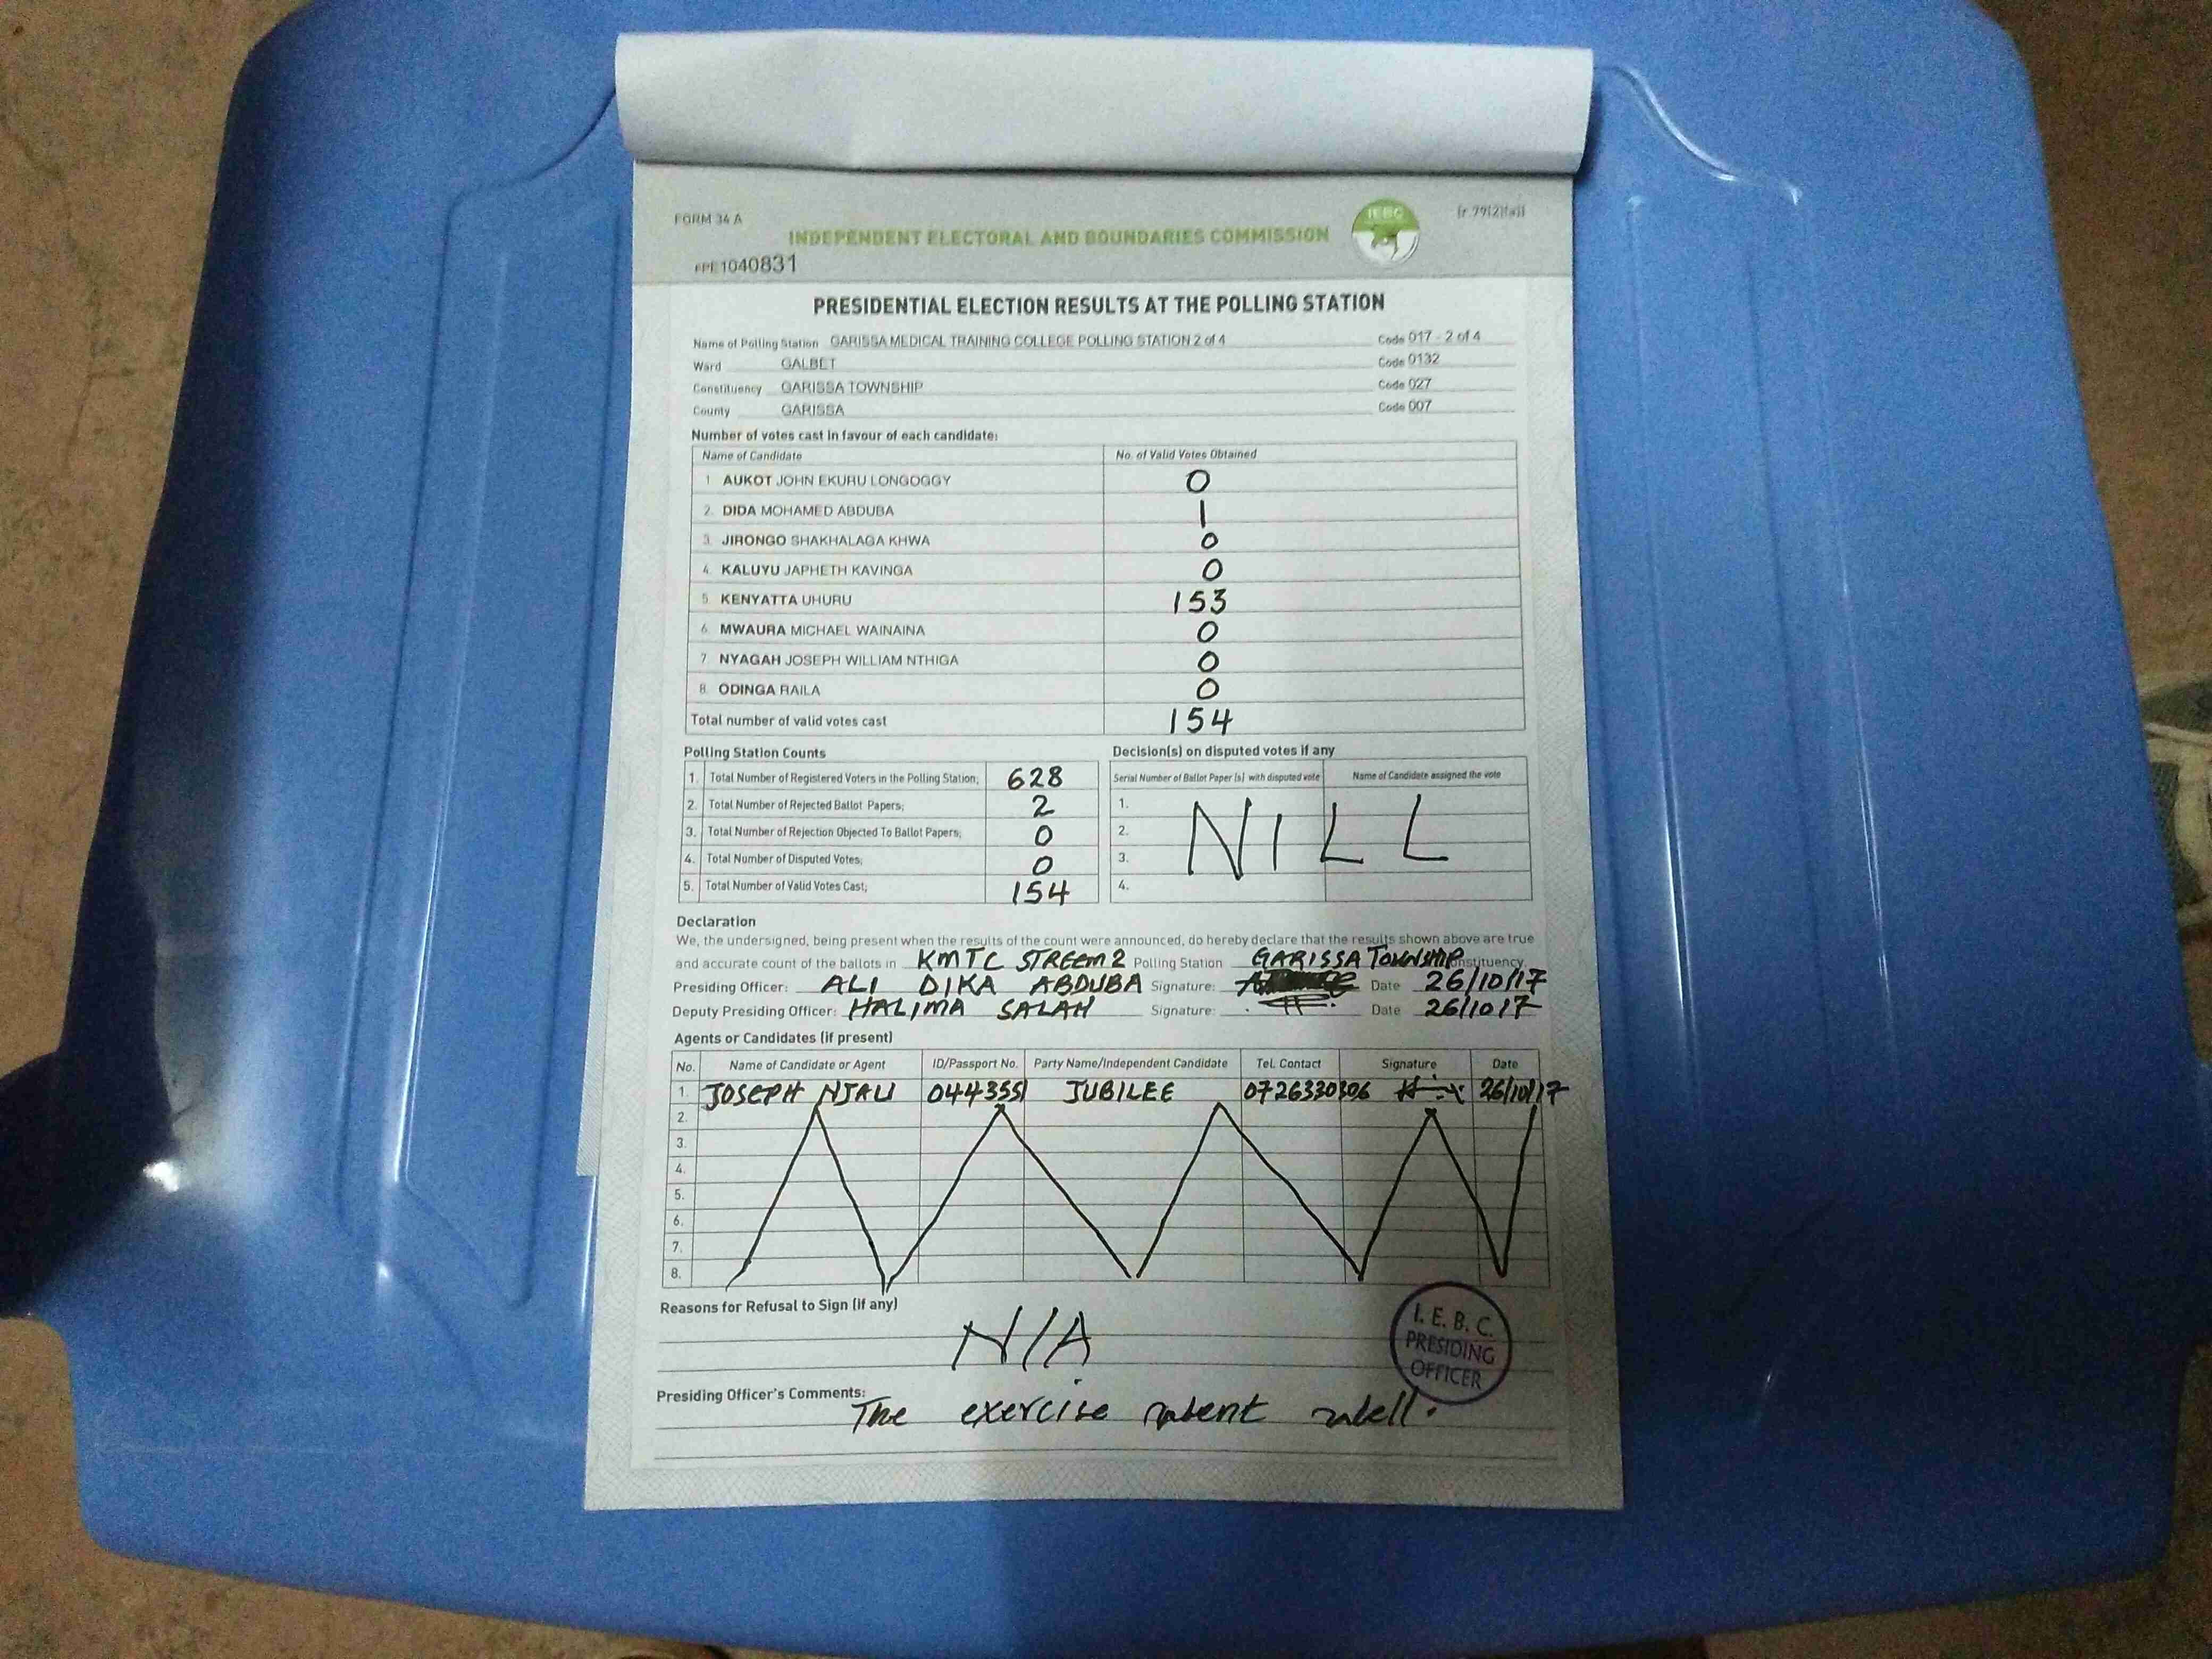 FORM 34 A
INDEPENDENT ELECTORAL AND BOUNDARIES COMMISSION
IEBC
1040831
PRESIDENTIAL ELECTION RESULTS AT THE POLLING STATION
Name of Polling Station GARISSA MEDICAL TRAINING COLLEGE POLLING STATION 2 of 4 Code 017 - 2 of 4
Ward GALBET Code 0132
Constituency GARISSA TOWNSHIP Code 027
County GARISSA Code 007
Number of votes cast in favour of each candidate:
Name of Candidate No. of Valid Votes Obtained
1 AUKOT JOHN EKURU LONGOGGY 0
2. DIDA MOHAMED ABDUBA 1
3. JIRONGO SHAKHALAGA KHWA 0
4. KALUYU JAPHETH KAVINGA 0
5 KENYATTA UHURU 153
6. MWAURA MICHAEL WAINAINA 0
7 NYAGAH JOSEPH WILLIAM NTHIGA 0
8. ODINGA RAILA 0
Total number of valid votes cast 154
Polling Station Counts
1. Total Number of Registered Voters in the Polling Station; 628
2. Total Number of Rejected Ballot Papers; 2
3. Total Number of Rejection Objected To Ballot Papers; 0
4. Total Number of Disputed Votes; 0
5. Total Number of Valid Votes Cast; 154
Decision(s) on disputed votes if any
Serial Number of Ballot Paper (s) with disputed vote Name of Candidate assigned the vote
1.
2. NILL
3.
4.
Declaration
We, the undersigned, being present when the results of the count were announced, do hereby declare that the results shown above are true
and accurate count of the ballots in KMTC STREEM 2 Polling Station GARISSA TOWNSHIP Constituency.
Presiding Officer: ALI DIKA ABDUBA Signature: Date 26/10/17
Deputy Presiding Officer: HALIMA SALAH Signature: Date 26/10/17
Agents or Candidates (if present)
No. Name of Candidate or Agent ID/Passport No. Party Name/Independent Candidate Tel. Contact Signature Date
1. JOSEPH NJAU 0443551 JUBILEE 0726330306 26/10/17
2.
3.
4.
5.
6.
7.
8.
Reasons for Refusal to Sign (if any)
N/A
I. E. B. C.
PRESIDING
OFFICER
Presiding Officer's Comments: The exercise went well.